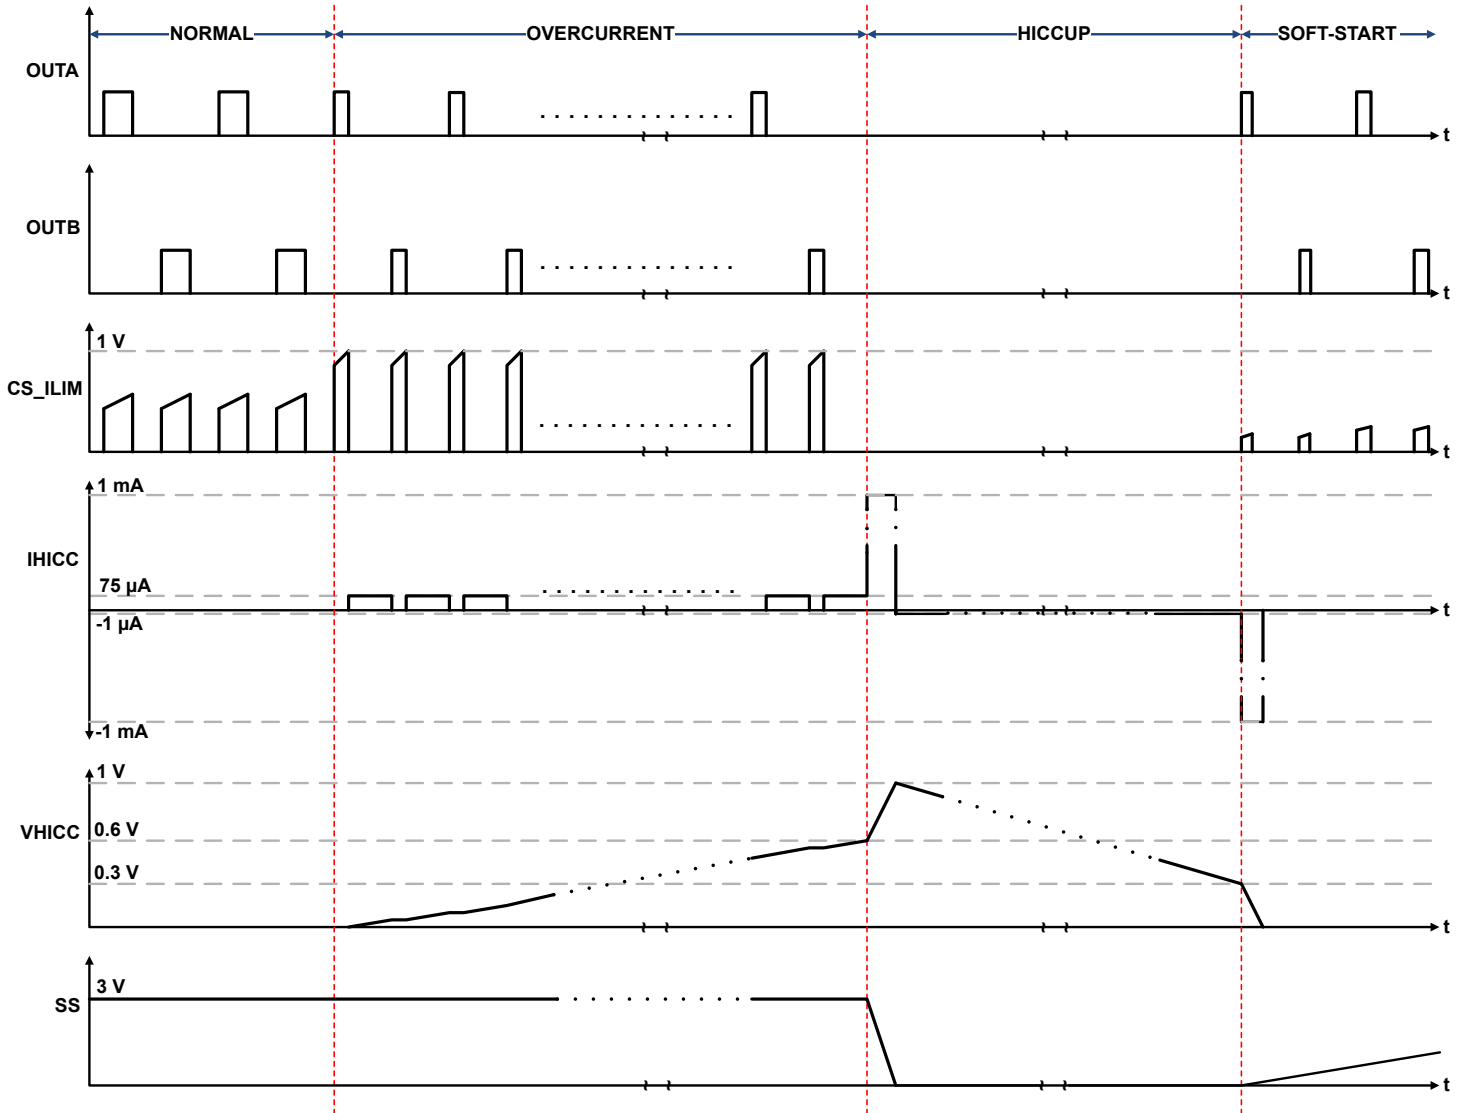 NORMAL OVERCURRENT HICCUP SOFT-START
OUTA
t
OUTB
t
1 V
CS_ILIM
t
1 mA
IHICC
75 µA
t
-1 µA
-1 mA
1 V
VHICC
0.6 V
0.3 V
t
3 V
SS
t